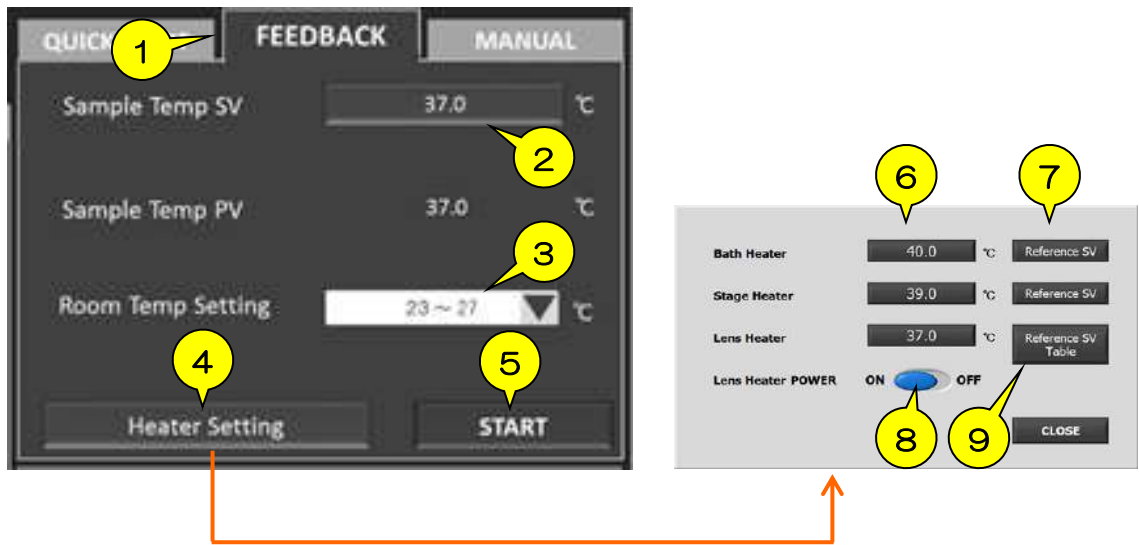 FEEDBACK
MANUAL
1
Sample Temp SV 37.0 ℃
2
Sample Temp PV 37.0 ℃
3
Room Temp Setting 23 ~ 27 ℃
4
5
Heater Setting START
6
7
Bath Heater 40.0 ℃ Reference SV
Stage Heater 39.0 ℃ Reference SV
Lens Heater 37.0 ℃ Reference SV
Table
Lens Heater POWER ON OFF
8
9
CLOSE